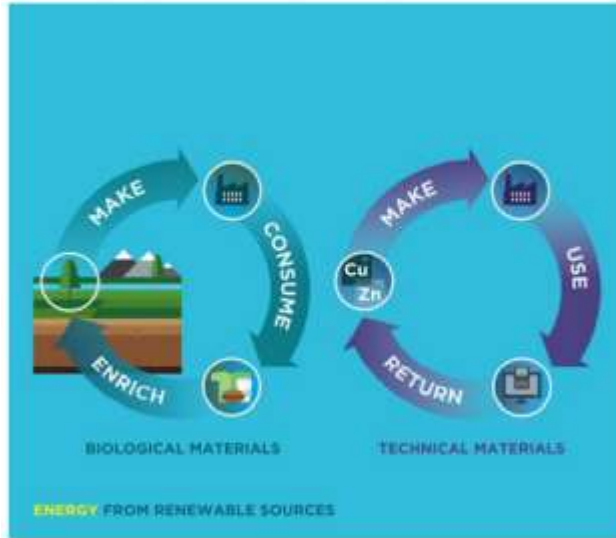 MAKE
CONSUME
ENRICH
BIOLOGICAL MATERIALS
MAKE
USE
RETURN
Cu
Zn
TECHNICAL MATERIALS
ENERGY FROM RENEWABLE SOURCES